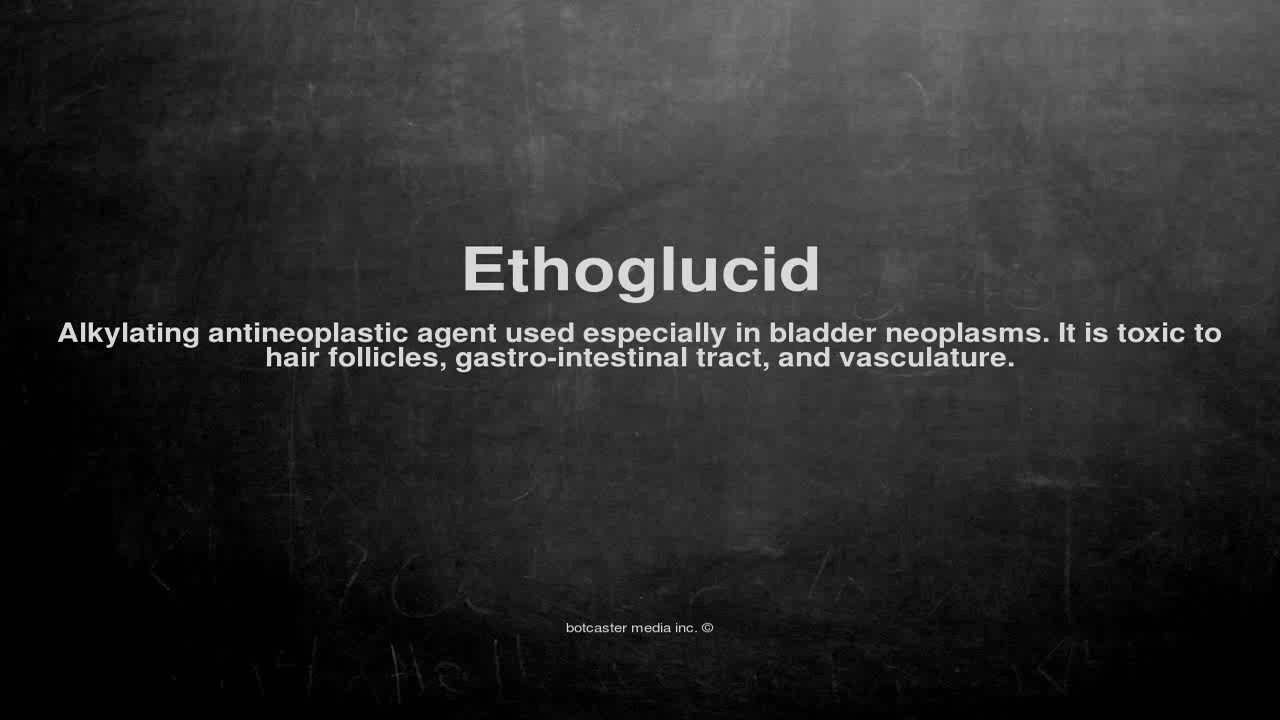 Ethoglucid
Alkylating antineoplastic agent used especially in bladder neoplasms. It is toxic to
hair follicles, gastro-intestinal tract, and vasculature.
botcaster media inc. ©